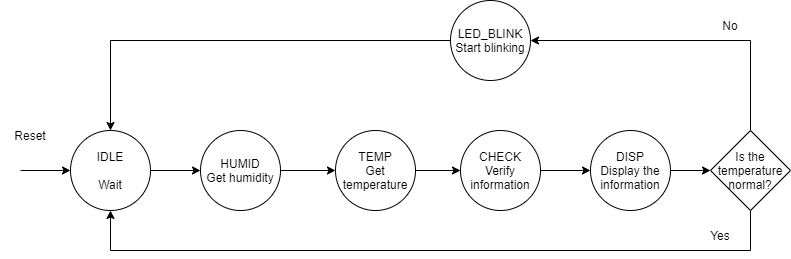 No
LED_BLINK
Start blinking
Reset
IDLE
Wait
HUMID
Get humidity
TEMP
Get
temperature
CHECK
Verify
information
DISP
Display the
information
Is the
temperature
normal?
Yes